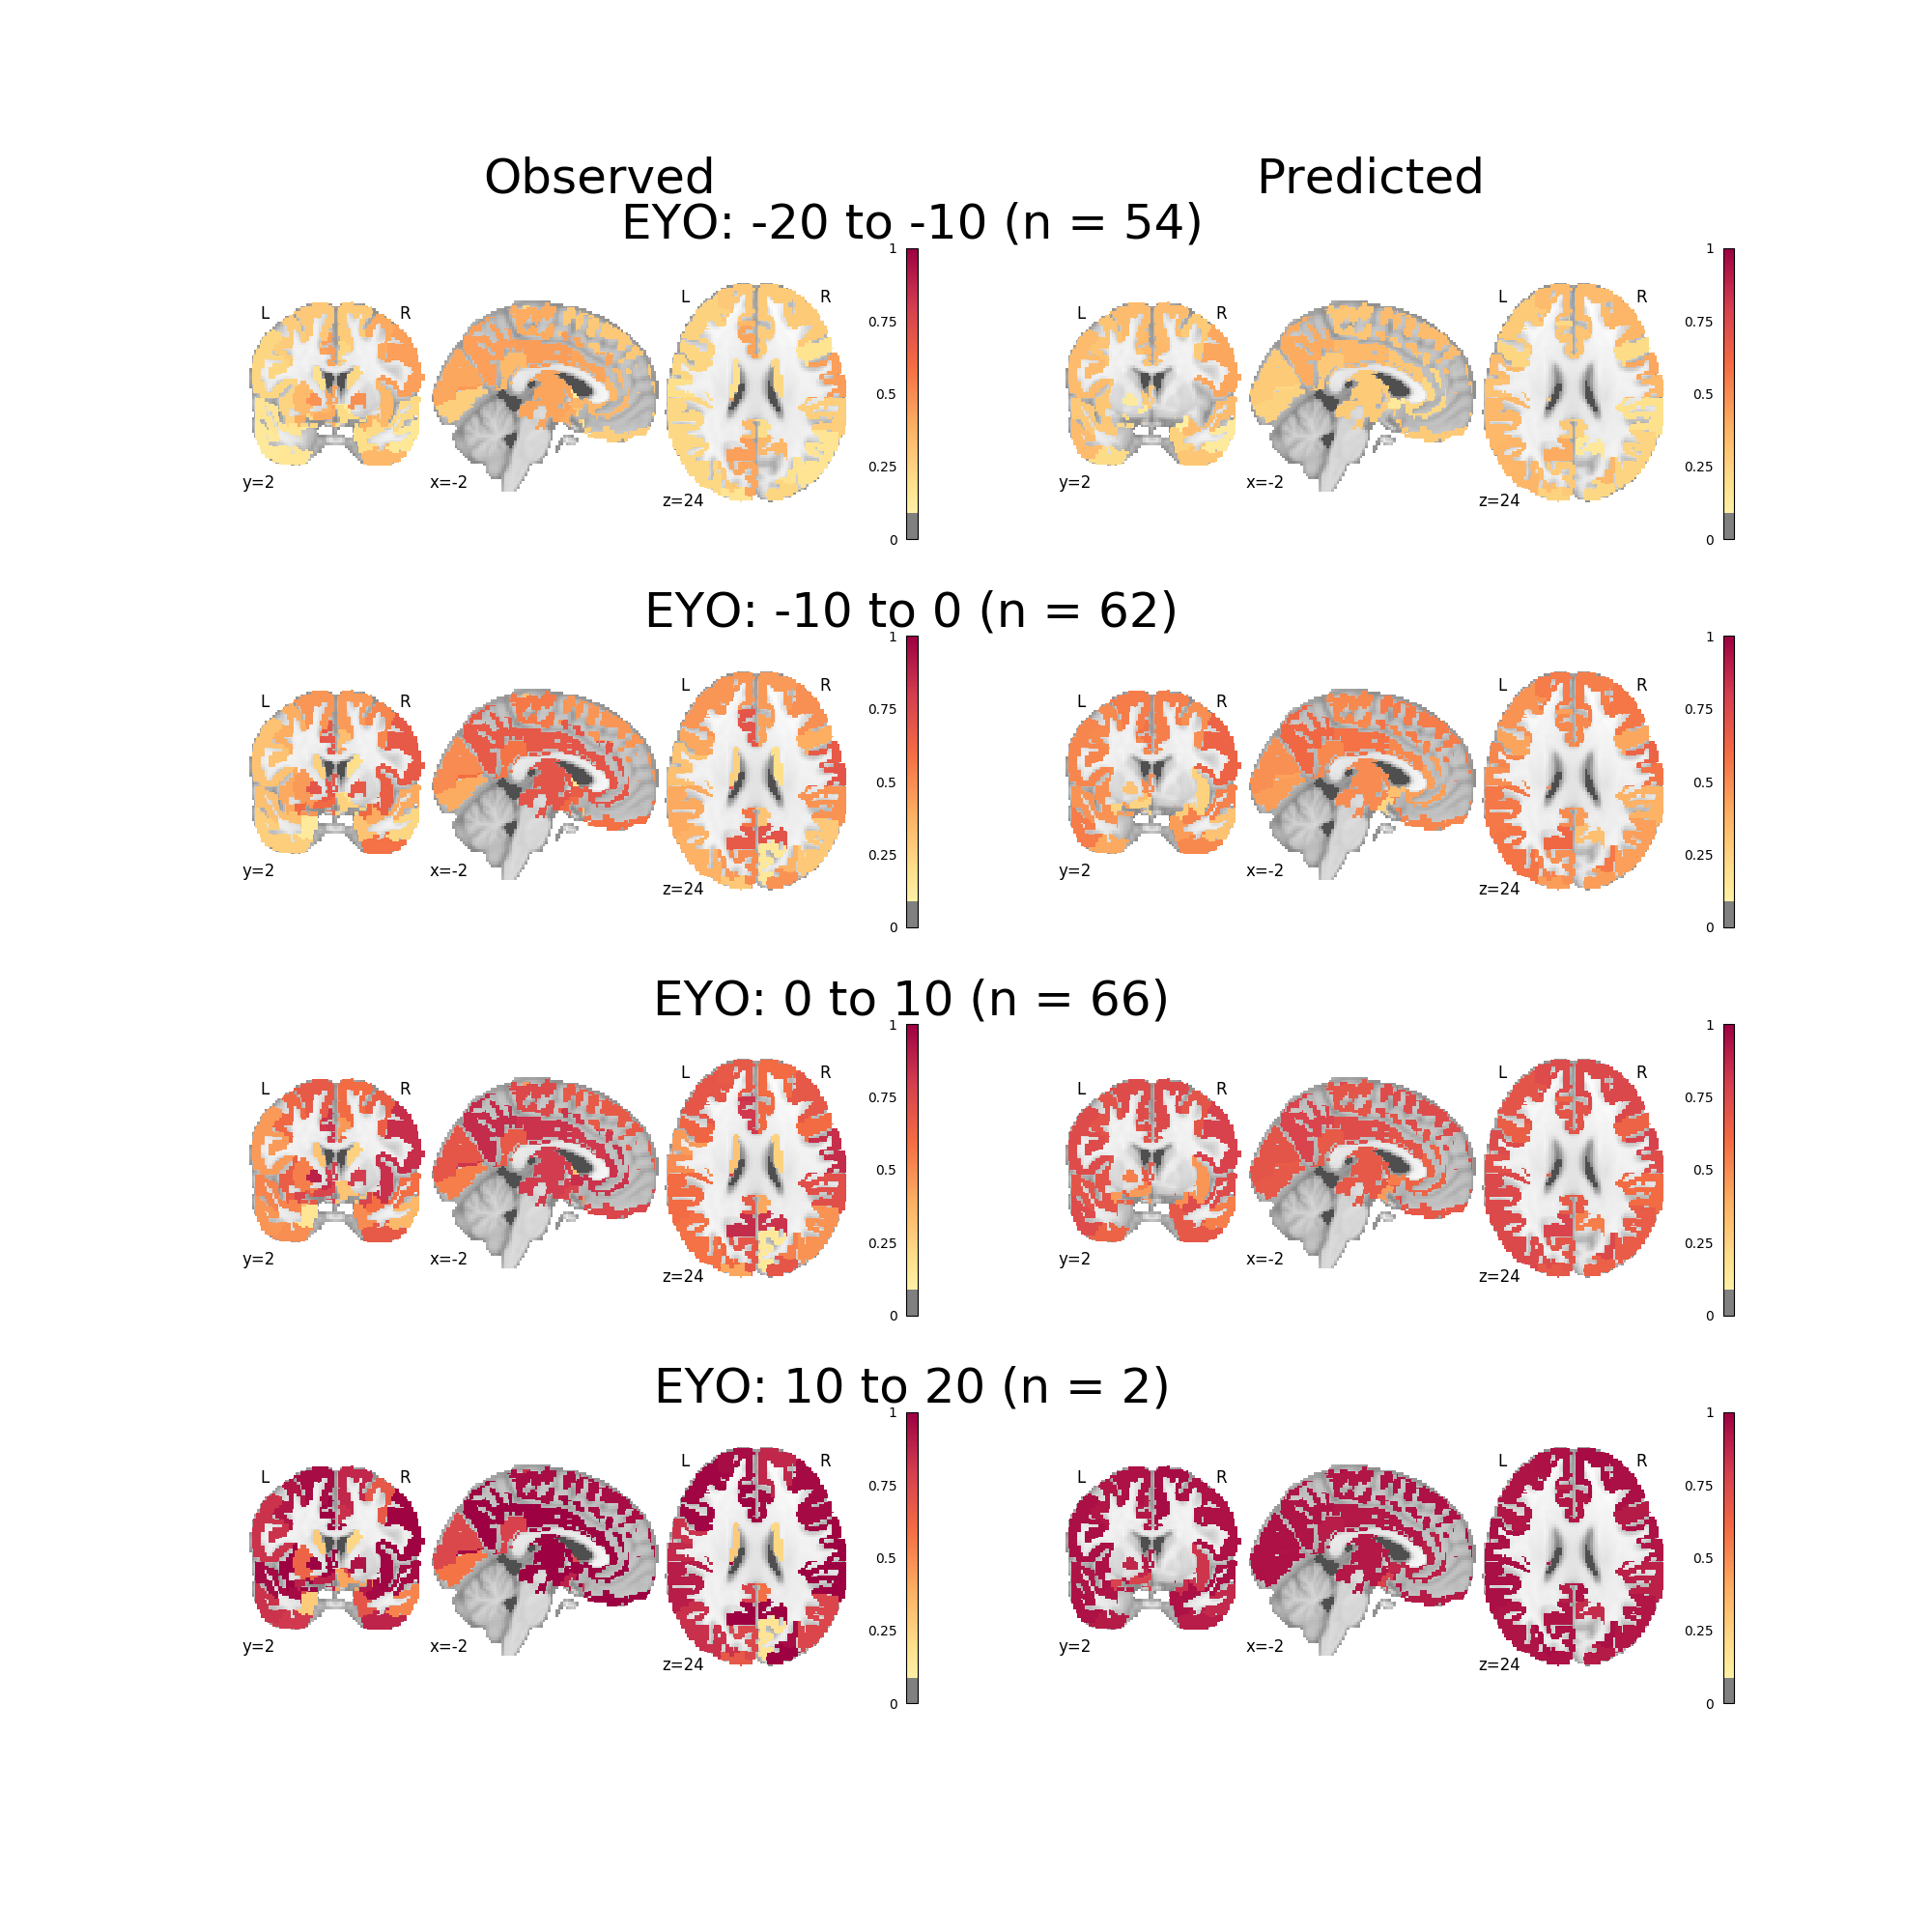 Observed
Predicted
EYO: -20 to -10 (n = 54)
L
R
y=2
x=-2
L
R
z=24
1
0.75
0.5
0.25
0
L
R
y=2
x=-2
L
R
z=24
1
0.75
0.5
0.25
0
EYO: -10 to 0 (n = 62)
L
R
y=2
x=-2
L
R
z=24
1
0.75
0.5
0.25
0
L
R
y=2
x=-2
L
R
z=24
1
0.75
0.5
0.25
0
EYO: 0 to 10 (n = 66)
L
R
y=2
x=-2
L
R
z=24
1
0.75
0.5
0.25
0
L
R
y=2
x=-2
L
R
z=24
1
0.75
0.5
0.25
0
EYO: 10 to 20 (n = 2)
L
R
y=2
x=-2
L
R
z=24
1
0.75
0.5
0.25
0
L
R
y=2
x=-2
L
R
z=24
1
0.75
0.5
0.25
0